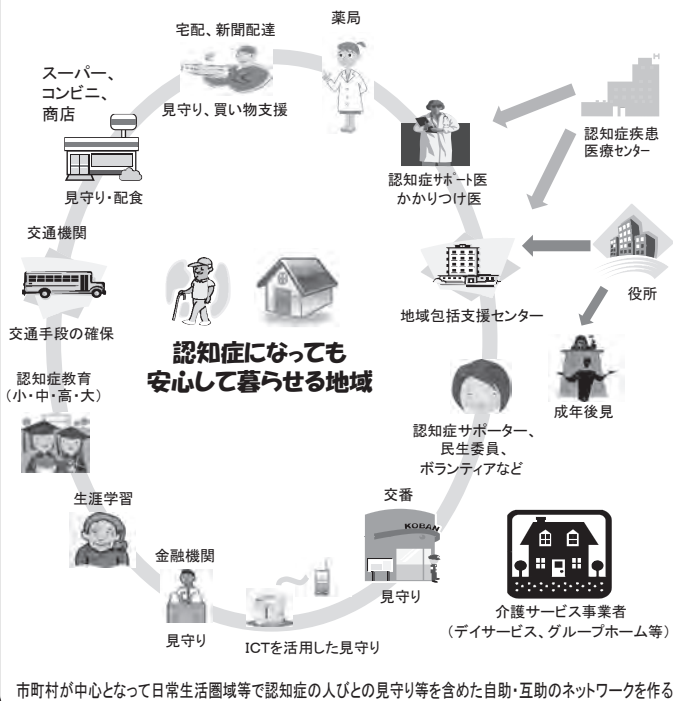 薬局
宅配、新聞配達
見守り、買い物支援
スーパー、
コンビニ、
商店
見守り・配食
認知症サポート医
かかりつけ医
認知症疾患
医療センター
交通機関
交通手段の確保
地域包括支援センター
役所
認知症になっても
安心して暮らせる地域
成年後見
認知症教育
（小・中・高・大）
認知症サポーター、
民生委員、
ボランティアなど
生涯学習
交番
KOBAN
見守り
金融機関
見守り
ICTを活用した見守り
介護サービス事業者
（デイサービス、グループホーム等）
市町村が中心となって日常生活圏域等で認知症の人びとの見守り等を含めた自助・互助のネットワークを作る
H